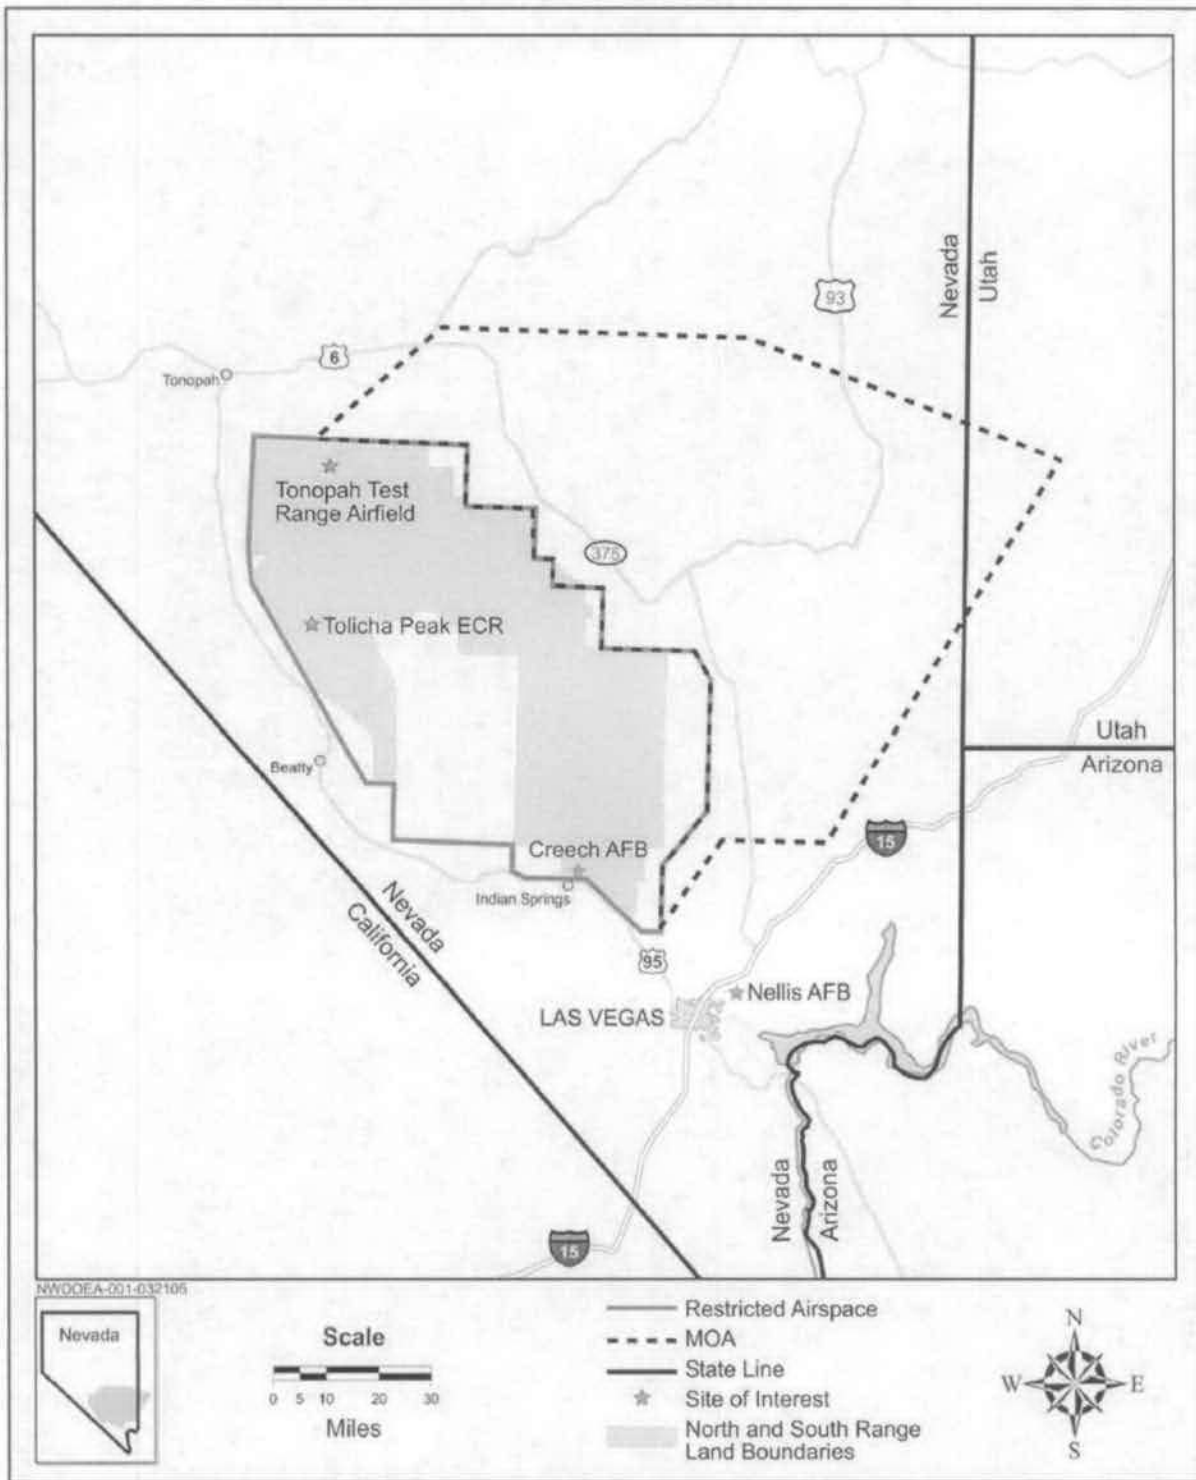 93
Nevada
Utah
6
Tonopah
Tonopah Test
Range Airfield
375
Tolicha Peak ECR
Utah
Arizona
Beatty
15
Creech AFB
Indian Springs
Nevada
California
95
Nellis AFB
LAS VEGAS
Colorado River
Nevada
Arizona
15
NWDOEA-001-032105
Nevada
Scale
0 5 10 20 30
Miles
Restricted Airspace
MOA
State Line
Site of Interest
North and South Range
Land Boundaries
N
W
E
S